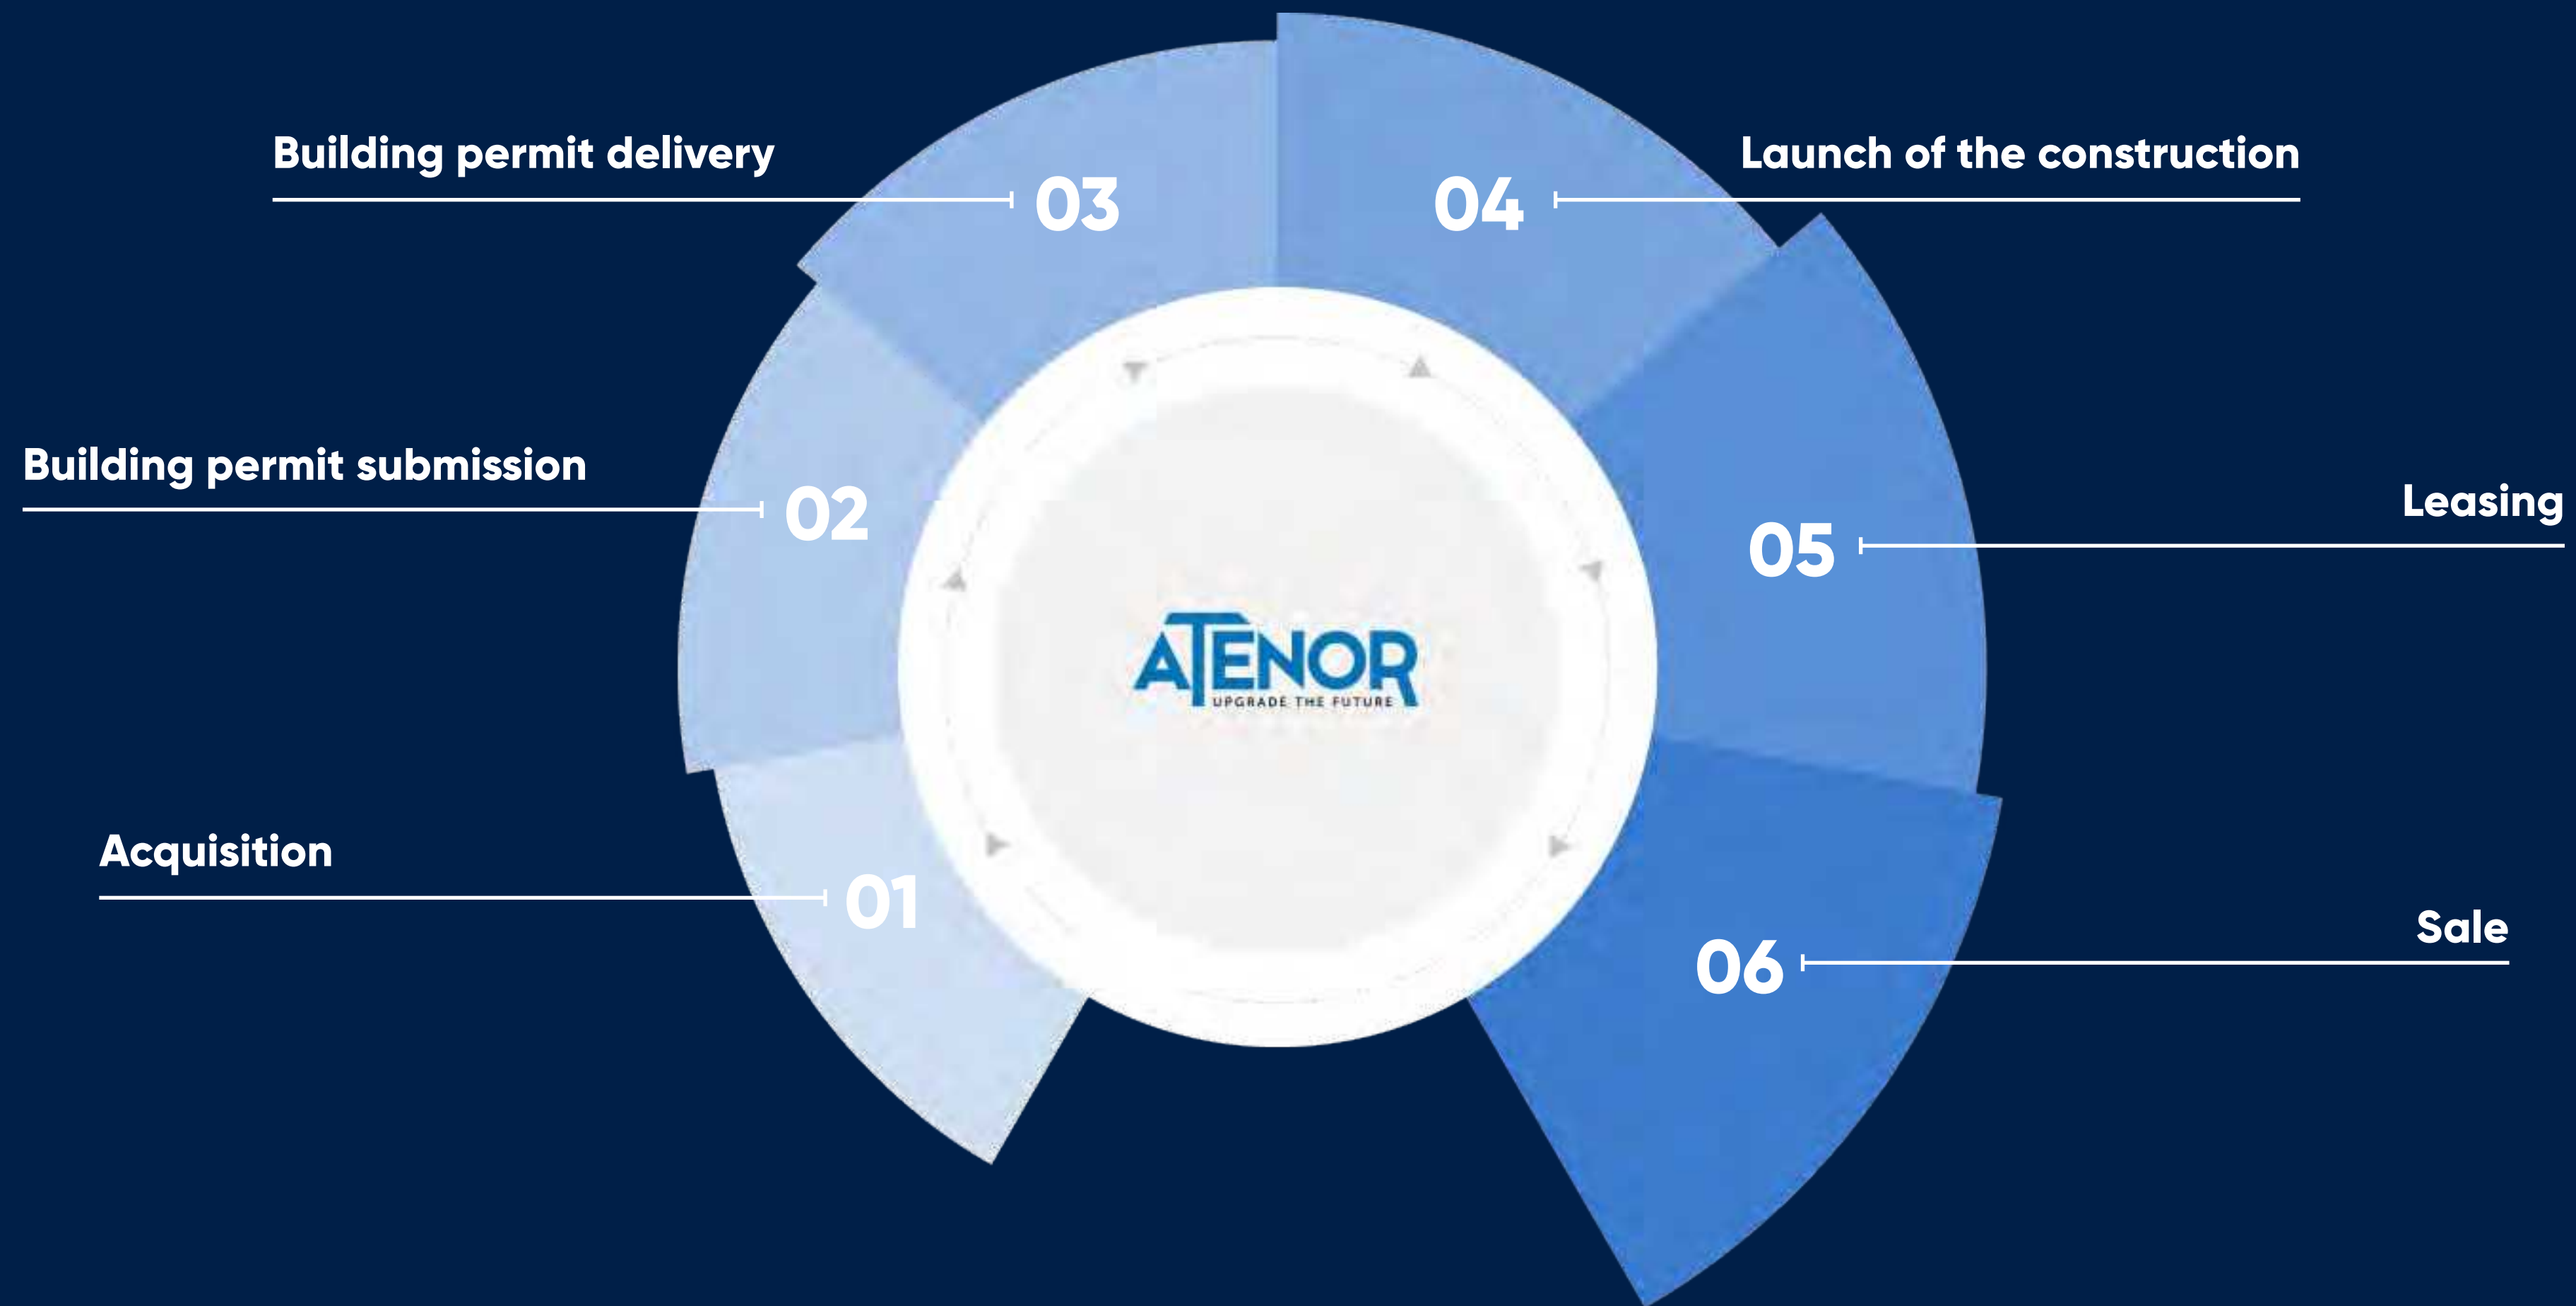 Building permit delivery
03
04
Launch of the construction
Building permit submission
02
05
Leasing
ATENOR
UPGRADE THE FUTURE
Acquisition
01
06
Sale